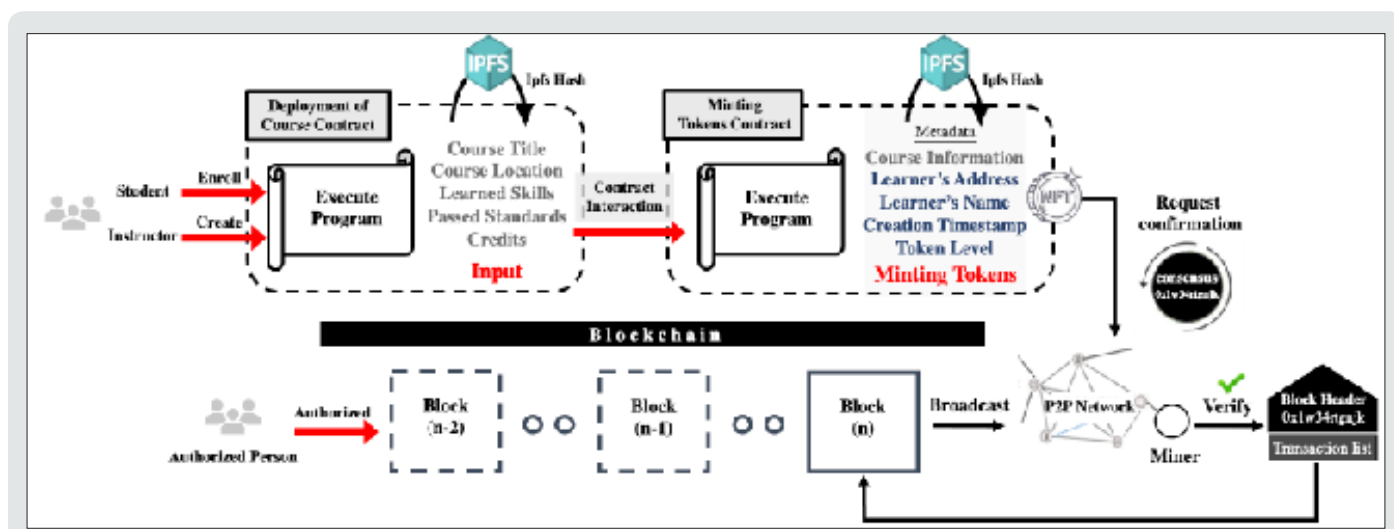 IPFS
Ipfs Hash
Deployment of
Course Contract
Student
Enroll
Instructor
Create
Execute
Program
Course Title
Course Location
Learned Skills
Passed Standards
Credits
Input
Contract
Interaction
IPFS
Ipfs Hash
Minting
Tokens Contract
Execute
Program
Metadata
Course Information
Learner's Address
Learner's Name
Creation Timestamp
Token Level
Minting Tokens
NFT
Request
confirmation
consensus
Blockchain
Authorized Person
Authorized
Block
(n-2)
Block
(n-1)
Block
(n)
Broadcast
P2P Network
Miner
Verify
Block Header
Transaction list